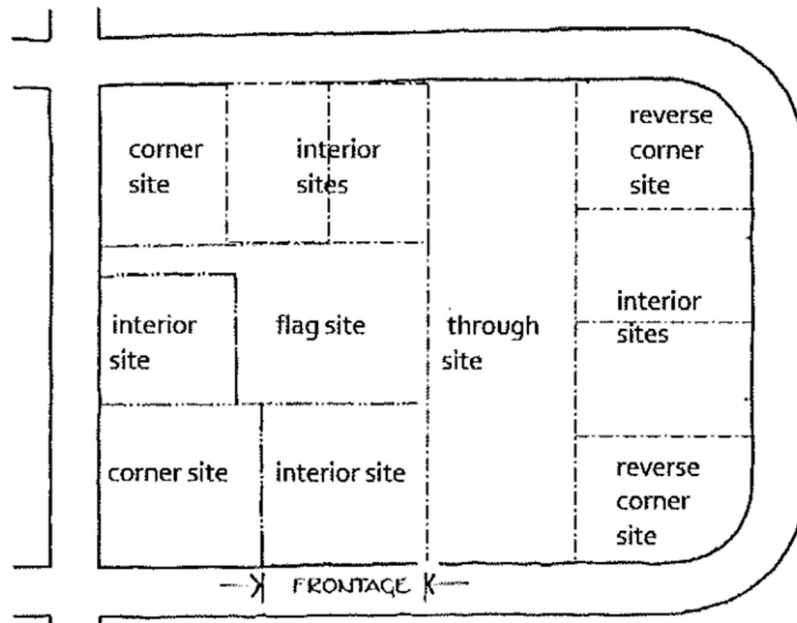 corner
site
interior
sites
reverse
corner
site
interior
site
flag site
through
site
interior
sites
corner site
interior site
reverse
corner
site
FRONTAGE